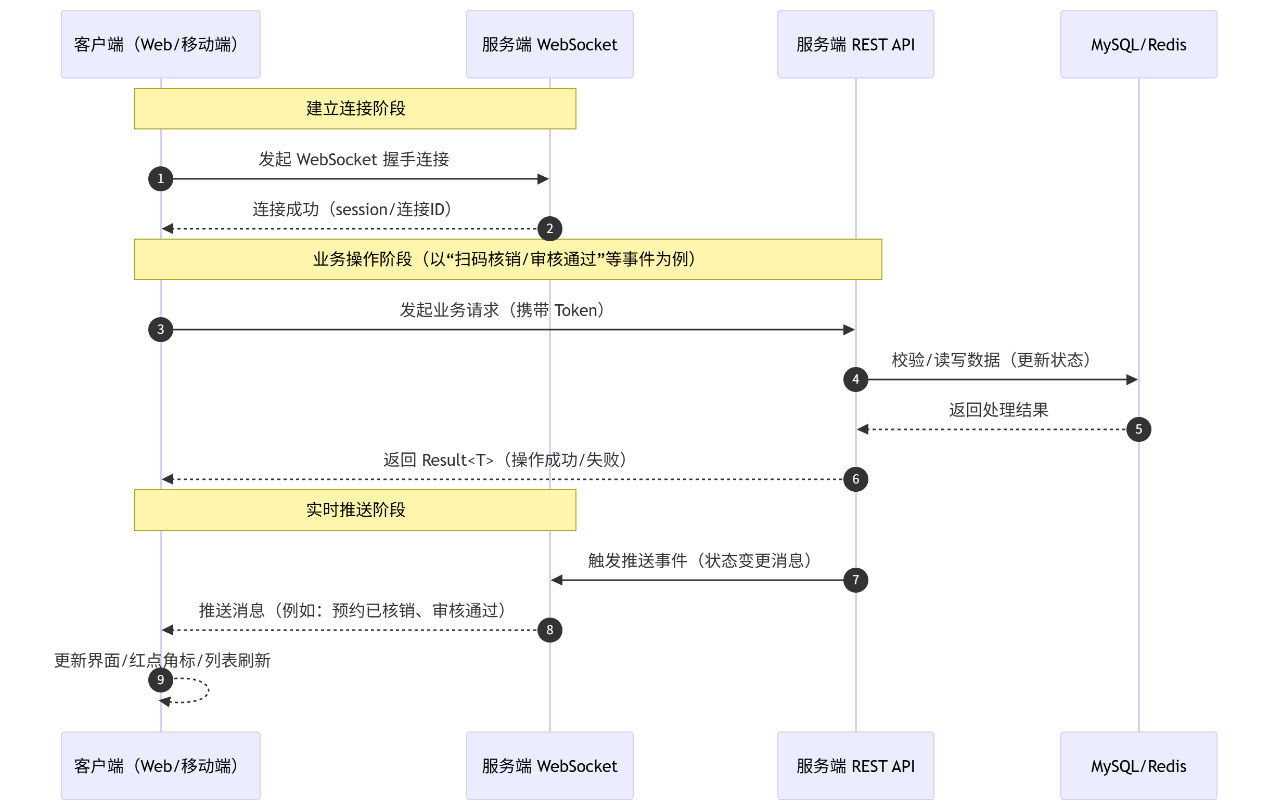 客户端（Web/移动端）
服务端 WebSocket
服务端 REST API
MySQL/Redis
建立连接阶段
发起 WebSocket 握手连接
1
连接成功（session/连接ID）
2
业务操作阶段（以“扫码核销/审核通过”等事件为例）
发起业务请求（携带 Token）
3
校验/读写数据（更新状态）
4
返回处理结果
5
返回 Result<T>（操作成功/失败）
6
实时推送阶段
触发推送事件（状态变更消息）
7
推送消息（例如：预约已核销、审核通过）
8
更新界面/红点角标/列表刷新
9
客户端（Web/移动端）
服务端 WebSocket
服务端 REST API
MySQL/Redis